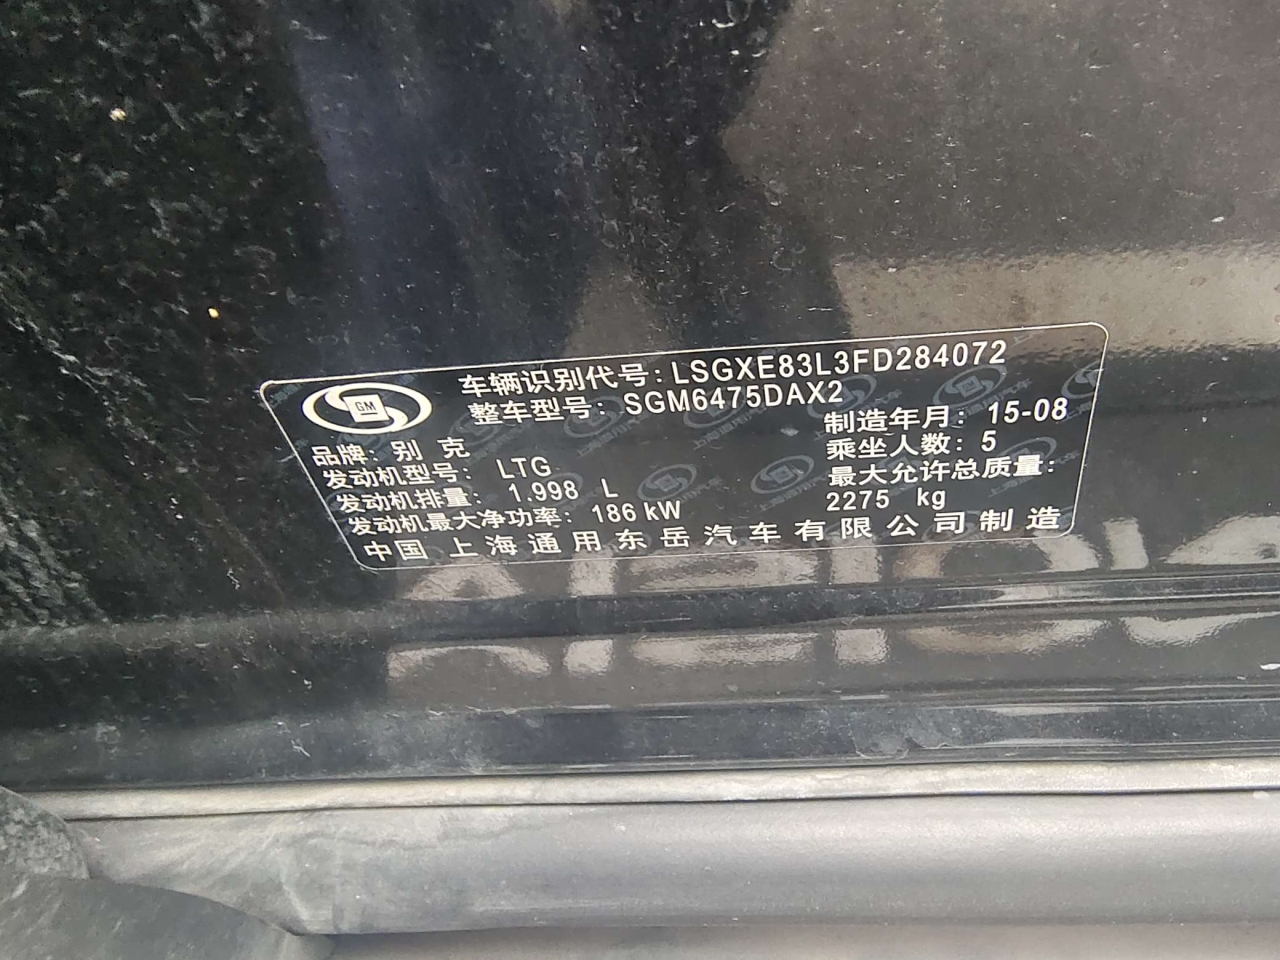 GM
车辆识别代号:LSGXE83L3FD284072
整车型号: SGM6475DAX2
制造年月: 15-08
品牌: 别 克
乘坐人数: 5
发动机型号: LTG
最大允许总质量:
发动机排量: 1.998 L
2275 kg
发动机最大净功率: 186 kW
中国 上海通用东岳汽车有限公司制造